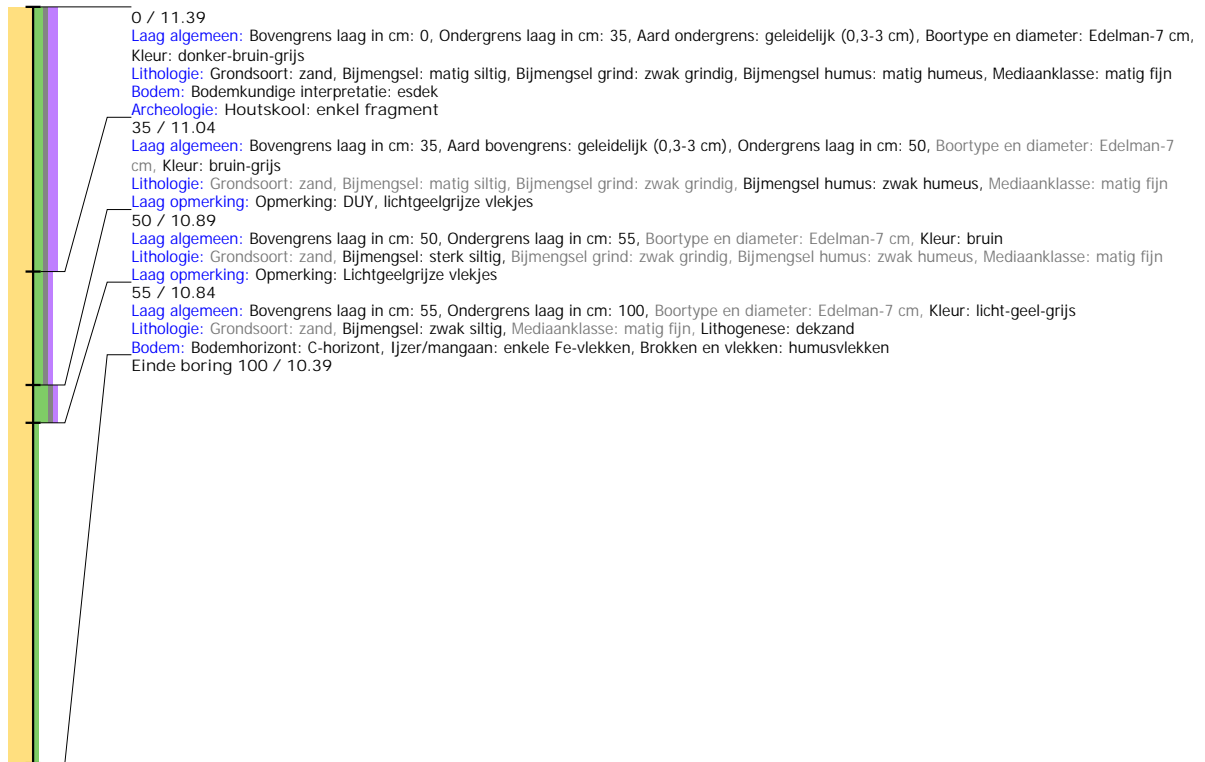 0 / 11.39
Laag algemeen: Bovengrens laag in cm: 0, Ondergrens laag in cm: 35, Aard ondergrens: geleidelijk (0,3-3 cm), Boortype en diameter: Edelman-7 cm,
Kleur: donker-bruin-grijs
Lithologie: Grondsoort: zand, Bijmengsel: matig siltig, Bijmengsel grind: zwak grindig, Bijmengsel humus: matig humeus, Mediaanklasse: matig fijn
Bodem: Bodemkundige interpretatie: esdek
Archeologie: Houtskool: enkel fragment
35 / 11.04
Laag algemeen: Bovengrens laag in cm: 35, Aard bovengrens: geleidelijk (0,3-3 cm), Ondergrens laag in cm: 50, Boortype en diameter: Edelman-7
cm, Kleur: bruin-grijs
Lithologie: Grondsoort: zand, Bijmengsel: matig siltig, Bijmengsel grind: zwak grindig, Bijmengsel humus: zwak humeus, Mediaanklasse: matig fijn
Laag opmerking: Opmerking: DUY, lichtgeelgrijze vlekjes
50 / 10.89
Laag algemeen: Bovengrens laag in cm: 50, Ondergrens laag in cm: 55, Boortype en diameter: Edelman-7 cm, Kleur: bruin
Lithologie: Grondsoort: zand, Bijmengsel: sterk siltig, Bijmengsel grind: zwak grindig, Bijmengsel humus: zwak humeus, Mediaanklasse: matig fijn
Laag opmerking: Opmerking: Lichtgeelgrijze vlekjes
55 / 10.84
Laag algemeen: Bovengrens laag in cm: 55, Ondergrens laag in cm: 100, Boortype en diameter: Edelman-7 cm, Kleur: licht-geel-grijs
Lithologie: Grondsoort: zand, Bijmengsel: zwak siltig, Mediaanklasse: matig fijn, Lithogenese: dekzand
Bodem: Bodemhorizont: C-horizont, Ijzer/mangaan: enkele Fe-vlekken, Brokken en vlekken: humusvlekken
Einde boring 100 / 10.39